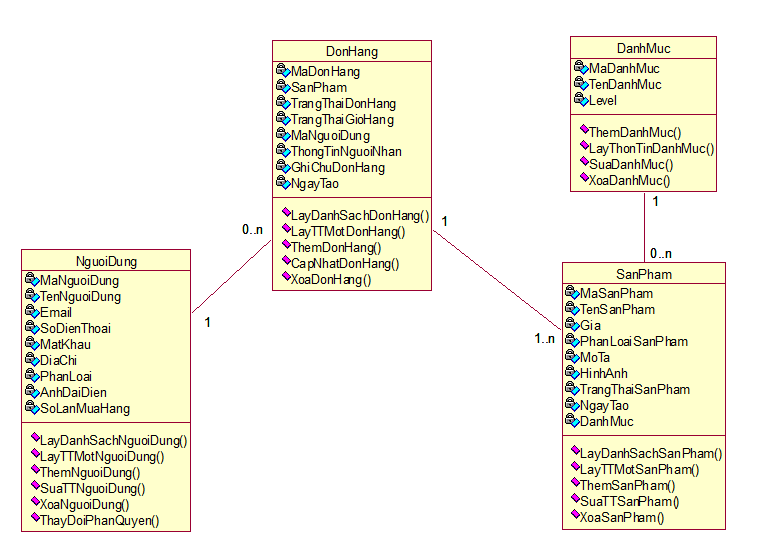 DonHang
MaDonHang
SanPham
TrangThaiDonHang
TrangThaiGioHang
MaNguoiDung
ThongTinNguoiNhan
GhiChuDonHang
NgayTao
LayDanhSachDonHang()
LayTTMotDonHang()
ThemDonHang()
CapNhatDonHang()
XoaDonHang()
DanhMuc
MaDanhMuc
TenDanhMuc
Level
ThemDanhMuc()
LayThonTinDanhMuc()
SuaDanhMuc()
XoaDanhMuc()
0..n
1
1
1..n
1
0..n
NguoiDung
MaNguoiDung
TenNguoiDung
Email
SoDienThoai
MatKhau
DiaChi
PhanLoai
AnhDaiDien
SoLanMuaHang
LayDanhSachNguoiDung()
LayTTMotNguoiDung()
ThemNguoiDung()
SuaTTNguoiDung()
XoaNguoiDung()
ThayDoiPhanQuyen()
SanPham
MaSanPham
TenSanPham
Gia
PhanLoaiSanPham
MoTa
HinhAnh
TrangThaiSanPham
NgayTao
DanhMuc
LayDanhSachSanPham()
LayTTMotSanPham()
ThemSanPham()
SuaTTSanPham()
XoaSanPham()